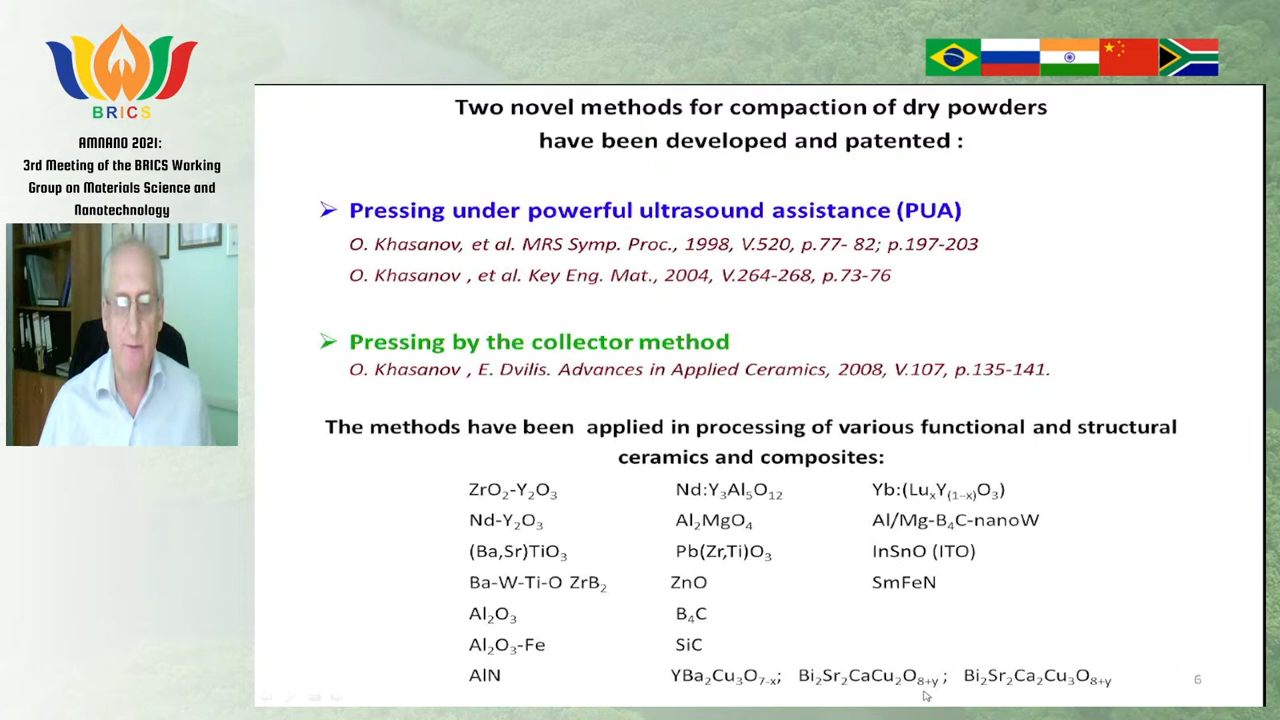 BRICS
AMNANO 2021:
3rd Meeting of the BRICS Working
Group on Materials Science and
Nanotechnology
Two novel methods for compaction of dry powders
have been developed and patented :
➢ Pressing under powerful ultrasound assistance (PUA)
O. Khasanov, et al. MRS Symp. Proc., 1998, V.520, p.77- 82; p.197-203
O. Khasanov , et al. Key Eng. Mat., 2004, V.264-268, p.73-76
➢ Pressing by the collector method
O. Khasanov , E. Dvilis. Advances in Applied Ceramics, 2008, V.107, p.135-141.
The methods have been applied in processing of various functional and structural
ceramics and composites:
ZrO₂-Y₂O₃ Nd:Y₃Al₅O₁₂ Yb:(LuₓY₍₁₋ₓ₎O₃)
Nd-Y₂O₃ Al₂MgO₄ Al/Mg-B₄C-nanoW
(Ba,Sr)TiO₃ Pb(Zr,Ti)O₃ InSnO (ITO)
Ba-W-Ti-O ZrB₂ ZnO SmFeN
Al₂O₃ B₄C
Al₂O₃-Fe SiC
AlN YBa₂Cu₃O₇₋ₓ; Bi₂Sr₂CaCu₂O₈₊y ; Bi₂Sr₂Ca₂Cu₃O₈₊y
6